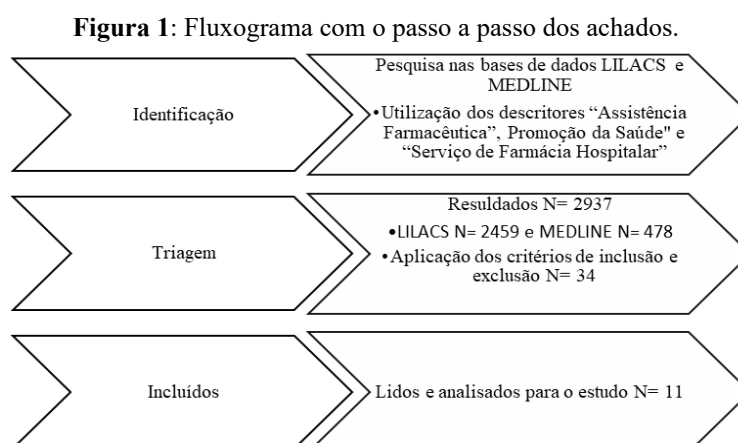 Figura 1: Fluxograma com o passo a passo dos achados.
Identificação
Pesquisa nas bases de dados LILACS e
MEDLINE
•Utilização dos descritores “Assistência
Farmacêutica”, Promoção da Saúde" e
“Serviço de Farmácia Hospitalar”
Triagem
Resuldados N= 2937
•LILACS N= 2459 e MEDLINE N= 478
•Aplicação dos critérios de inclusão e
exclusão N= 34
Incluídos
Lidos e analisados para o estudo N= 11